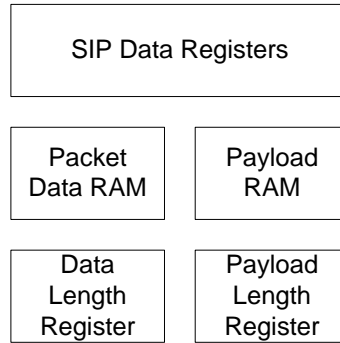 SIP Data Registers
Packet
Data RAM
Payload
RAM
Data
Length
Register
Payload
Length
Register